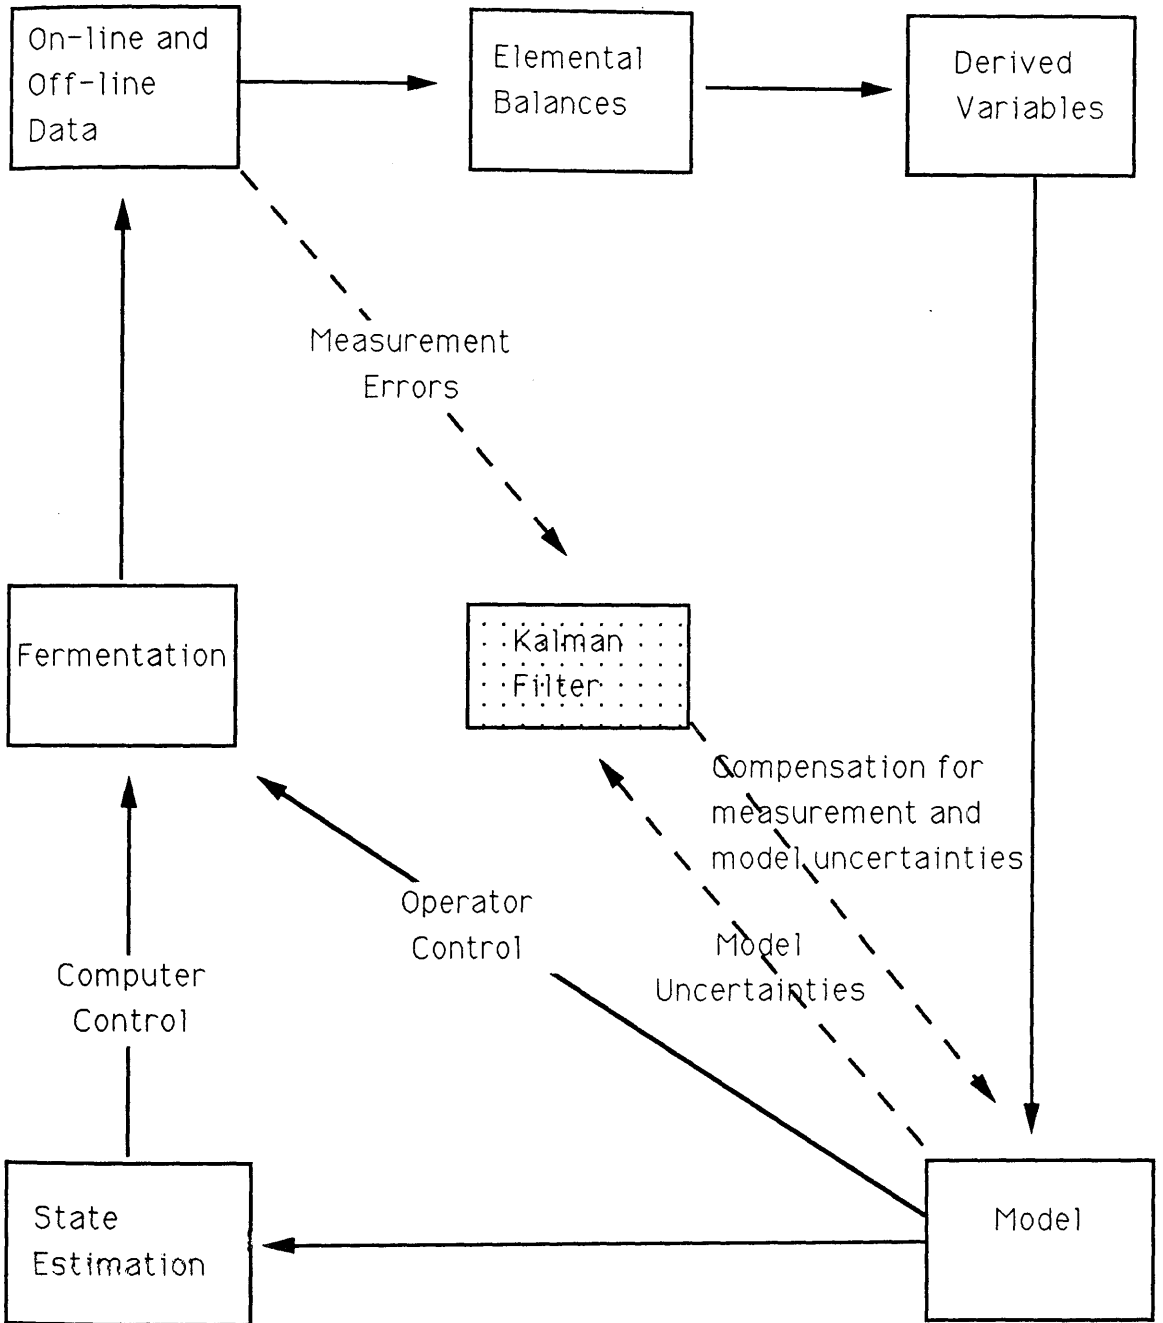 On-line and
Off-line
Data
Elemental
Balances
Derived
Variables
Measurement
Errors
Fermentation
Kalman
Filter
Compensation for
measurement and
model uncertainties
Operator
Control
Model
Uncertainties
Computer
Control
State
Estimation
Model